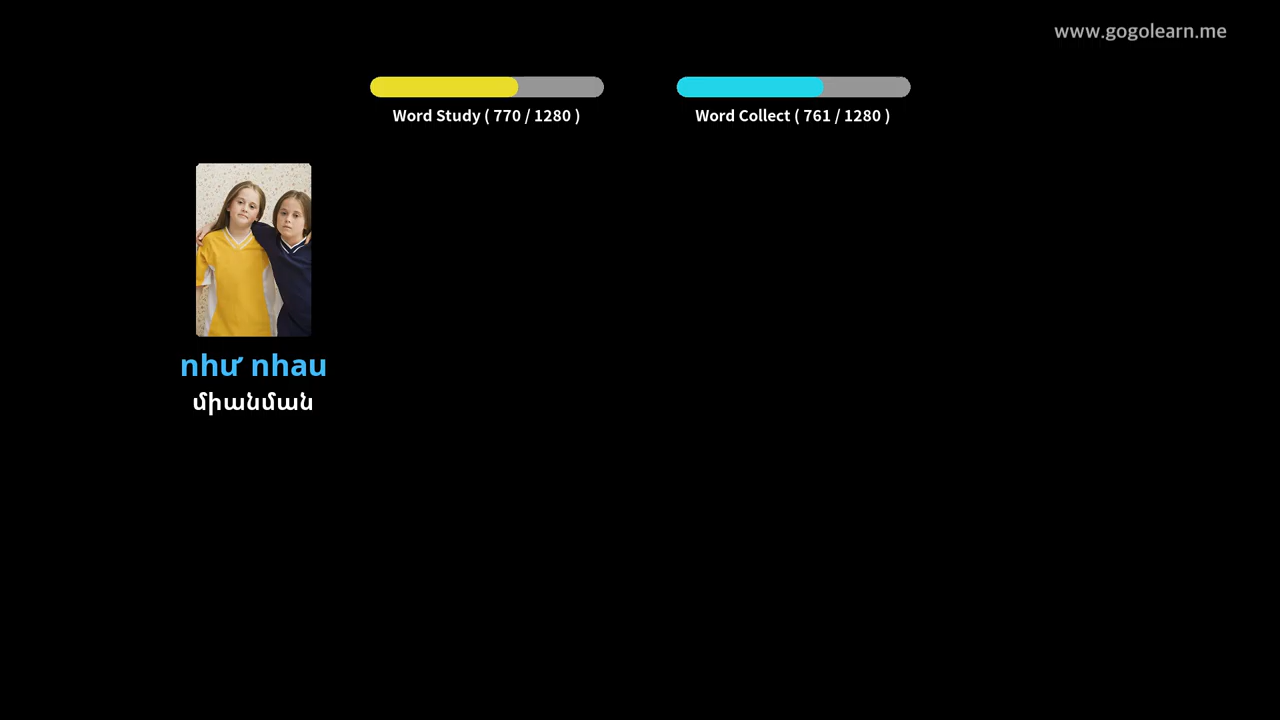 www.gogolearn.me
Word Study ( 770 / 1280 )
Word Collect ( 761 / 1280 )
như nhau
միանման